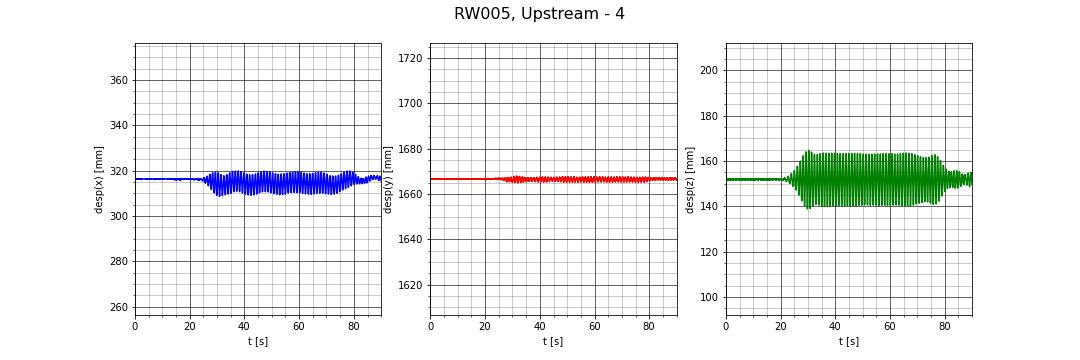 RW005, Upstream - 4
desp(x) [mm]
360
340
320
300
280
260
0 20 40 60 80
t [s]
desp(y) [mm]
1720
1700
1680
1660
1640
1620
0 20 40 60 80
t [s]
desp(z) [mm]
200
180
160
140
120
100
0 20 40 60 80
t [s]